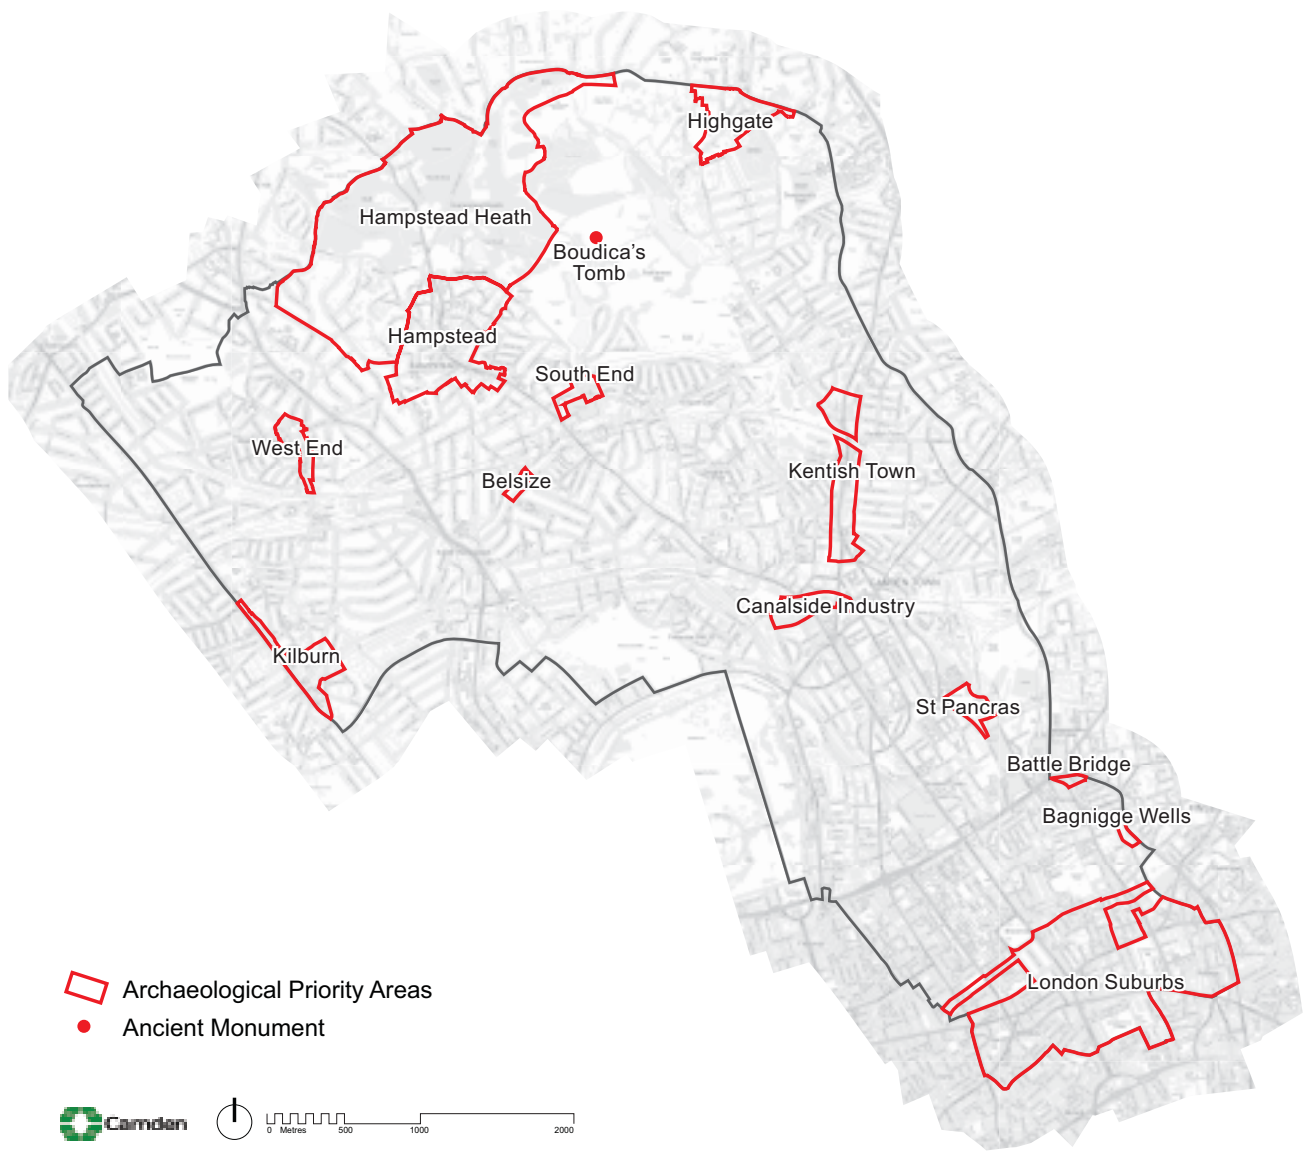 Highgate
Hampstead Heath
Boudica's
Tomb
Hampstead
South End
West End
Belsize
Kentish Town
Canalside Industry
Kilburn
St Pancras
Battle Bridge
Bagnigge Wells
London Suburbs
Archaeological Priority Areas
Ancient Monument
Camden
0 Metres 500 1000 2000